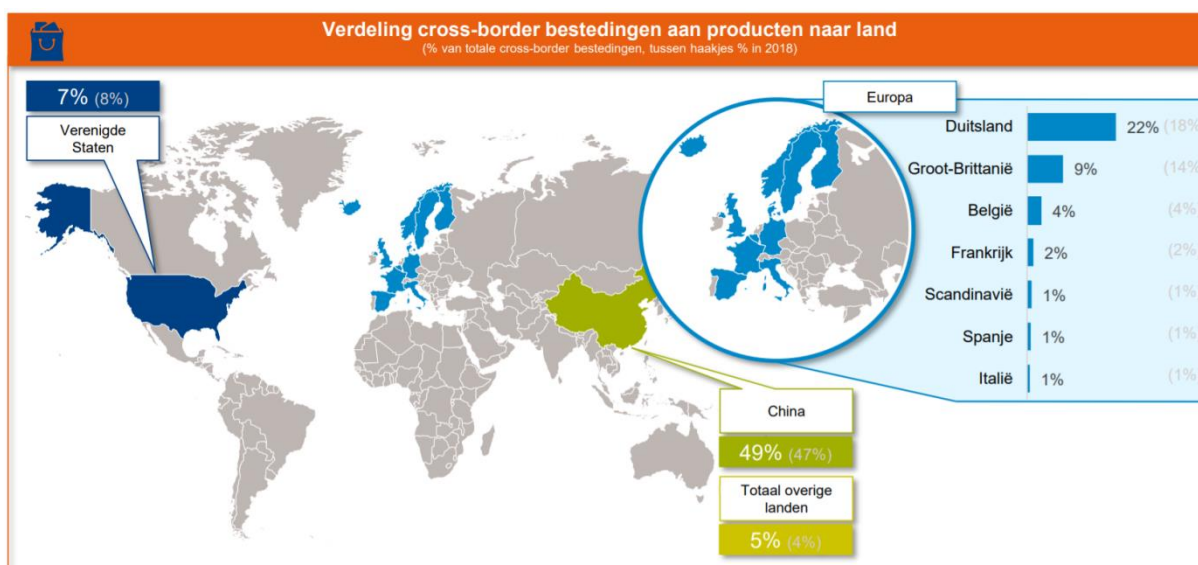 Verdeling cross-border bestedingen aan producten naar land
(% van totale cross-border bestedingen, tussen haakjes % in 2018)
7% (8%)
Verenigde
Staten
Europa
Duitsland 22% (18%
Groot-Brittanië 9% (14%
België 4% (4%
Frankrijk 2% (2%
Scandinavië 1% (1%
Spanje 1% (1%
Italië 1% (1%
China
49% (47%)
Totaal overige
landen
5% (4%)